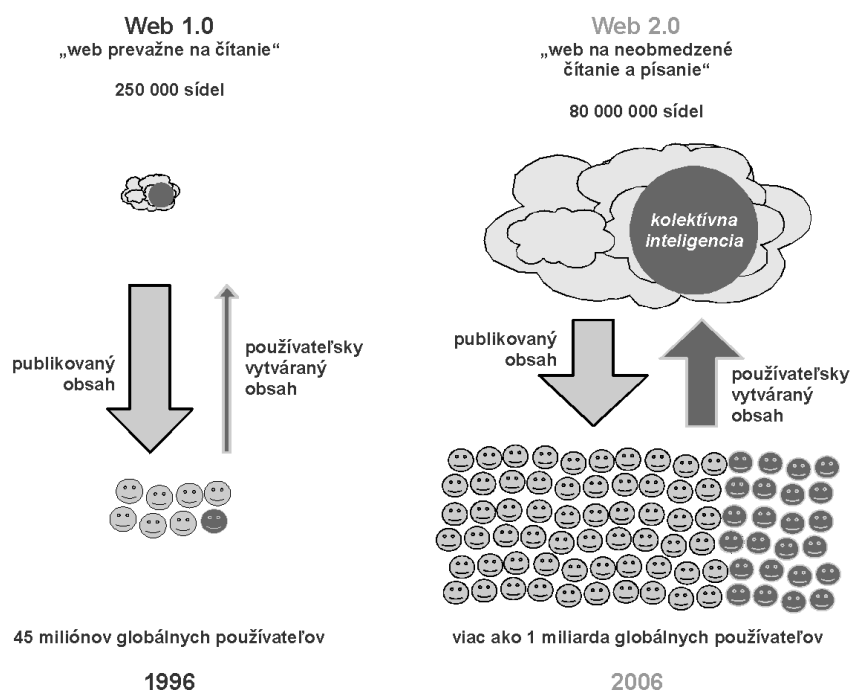 Web 1.0
„web prevažne na čítanie“
250 000 sídel
publikovaný
obsah
používateľsky
vytváraný
obsah
45 miliónov globálnych používateľov
1996
Web 2.0
„web na neobmedzené
čítanie a písanie“
80 000 000 sídel
kolektívna
inteligencia
publikovaný
obsah
používateľsky
vytváraný
obsah
viac ako 1 miliarda globálnych používateľov
2006